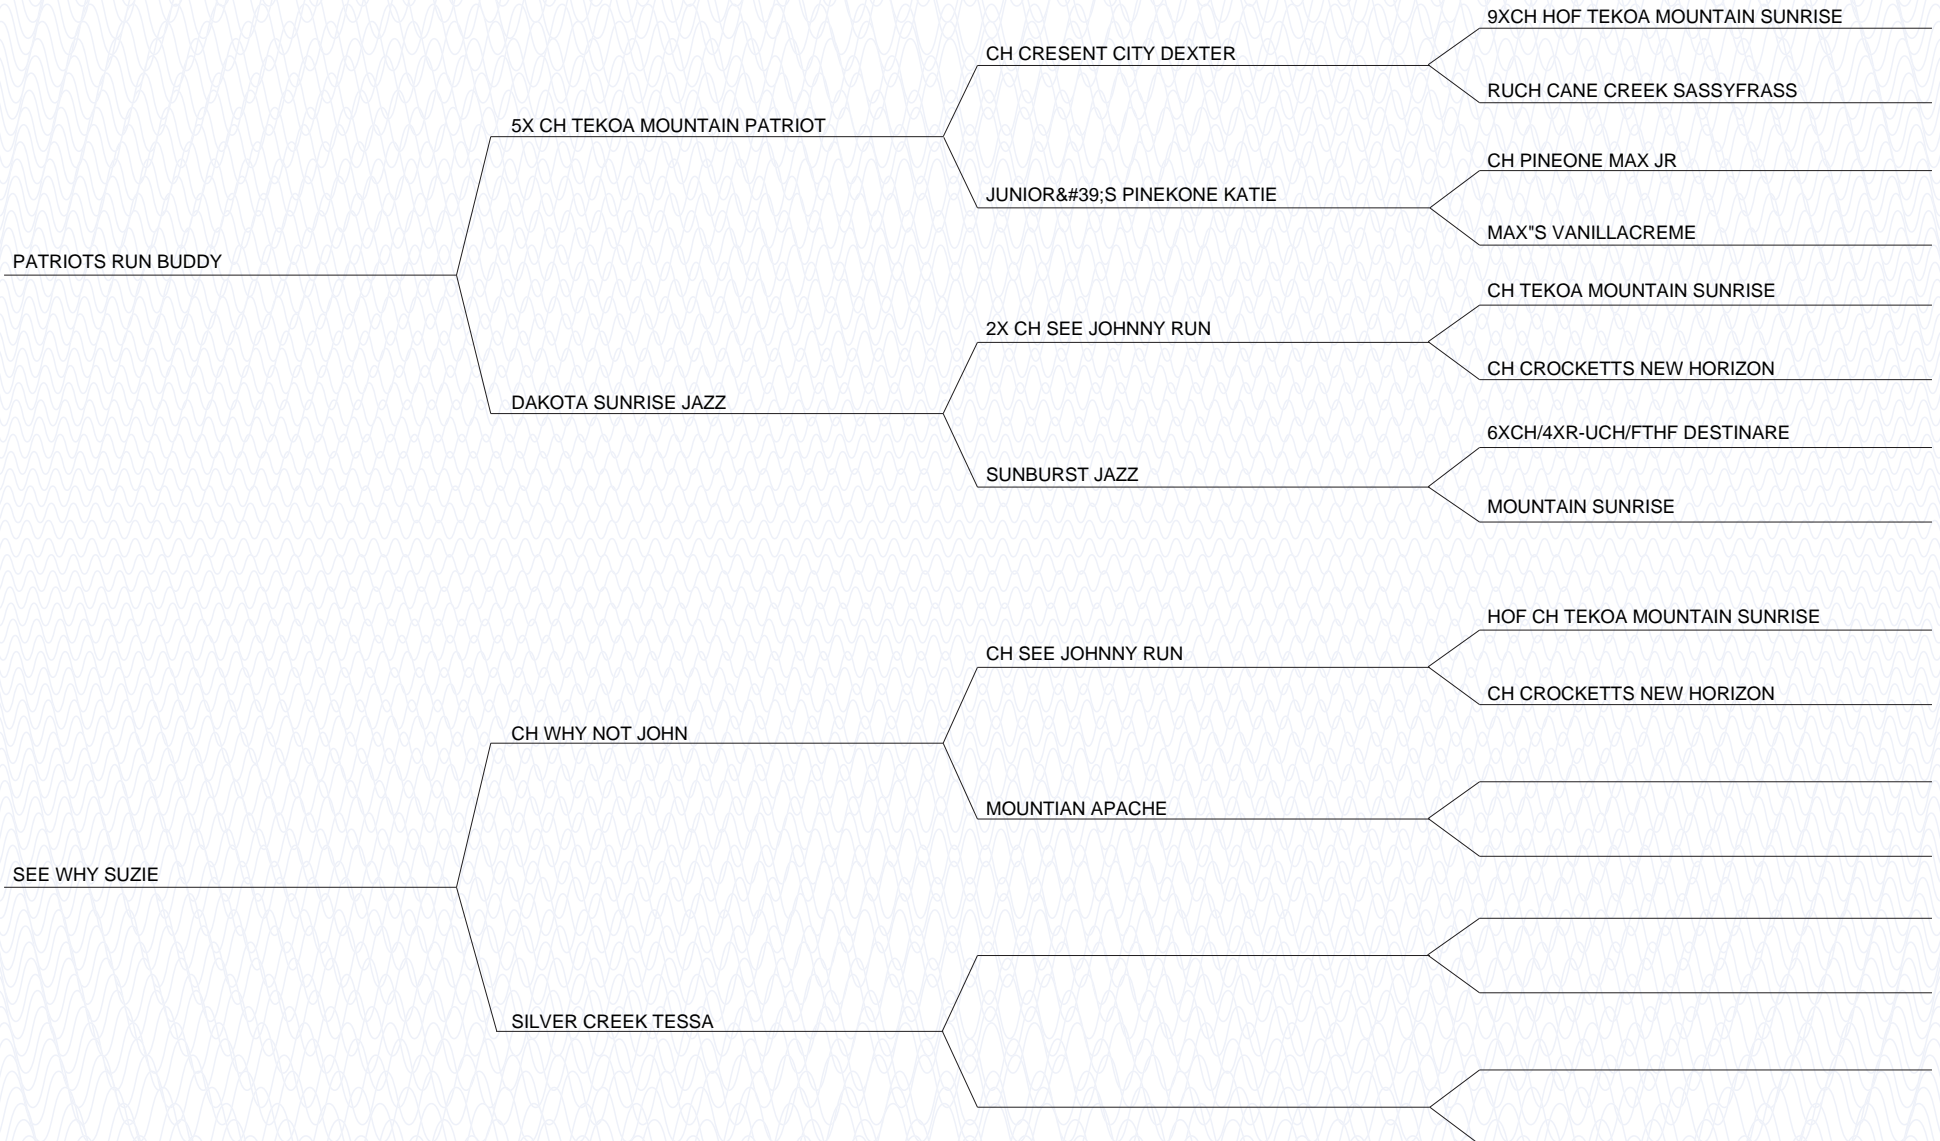 9XCH HOF TEKOA MOUNTAIN SUNRISE
CH CRESENT CITY DEXTER
RUCH CANE CREEK SASSYFRASS
5X CH TEKOA MOUNTAIN PATRIOT
CH PINEONE MAX JR
JUNIOR&#39;S PINEKONE KATIE
MAX"S VANILLACREME
PATRIOTS RUN BUDDY
CH TEKOA MOUNTAIN SUNRISE
2X CH SEE JOHNNY RUN
CH CROCKETTS NEW HORIZON
DAKOTA SUNRISE JAZZ
6XCH/4XR-UCH/FTHF DESTINARE
SUNBURST JAZZ
MOUNTAIN SUNRISE
HOF CH TEKOA MOUNTAIN SUNRISE
CH SEE JOHNNY RUN
CH CROCKETTS NEW HORIZON
CH WHY NOT JOHN
MOUNTIAN APACHE
SEE WHY SUZIE
SILVER CREEK TESSA